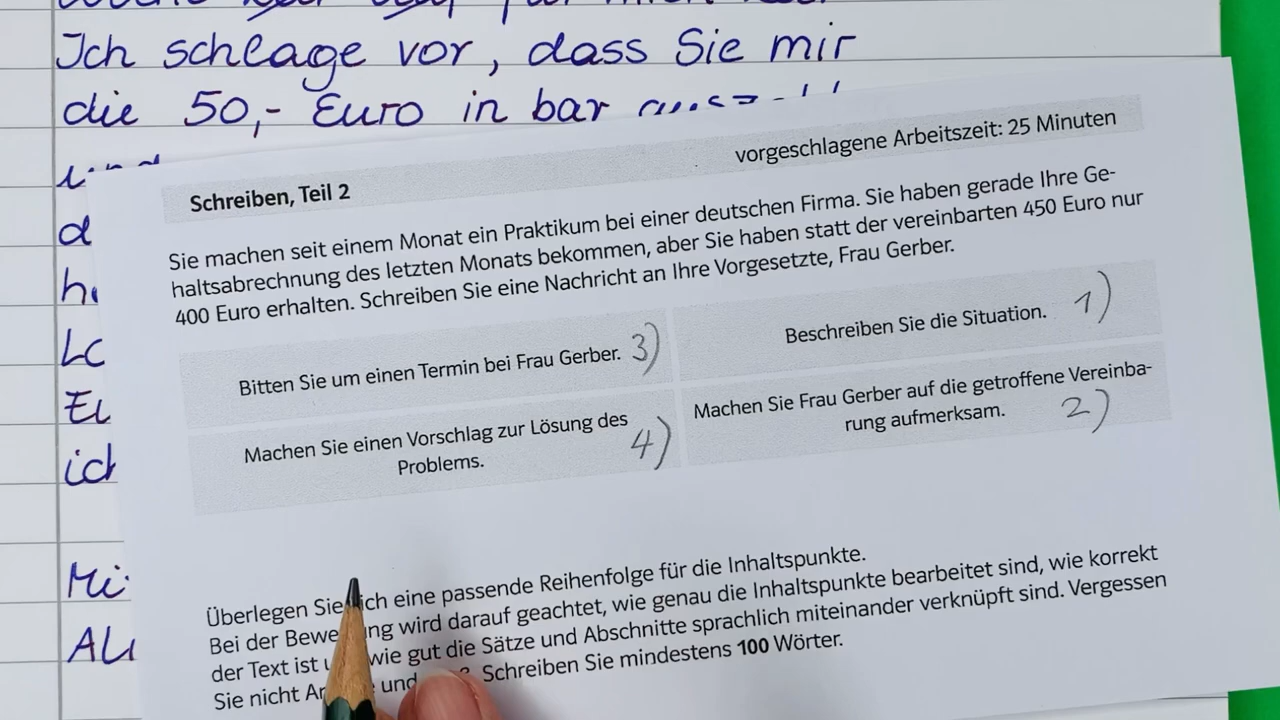 Ich schlage vor, dass Sie mir
die 50,- Euro in bar
Schreiben, Teil 2
vorgeschlagene Arbeitszeit: 25 Minuten
Sie machen seit einem Monat ein Praktikum bei einer deutschen Firma. Sie haben gerade Ihre Ge-
haltsabrechnung des letzten Monats bekommen, aber Sie haben statt der vereinbarten 450 Euro nur
400 Euro erhalten. Schreiben Sie eine Nachricht an Ihre Vorgesetzte, Frau Gerber.
Bitten Sie um einen Termin bei Frau Gerber. 3)
Beschreiben Sie die Situation. 1)
Machen Sie einen Vorschlag zur Lösung des
Problems. 4)
Machen Sie Frau Gerber auf die getroffene Vereinba-
rung aufmerksam. 2)
Überlegen Sie eine passende Reihenfolge für die Inhaltspunkte.
Bei der wird darauf geachtet, wie genau die Inhaltspunkte bearbeitet sind, wie korrekt
der Text ist wie gut die Sätze und Abschnitte sprachlich miteinander verknüpft sind. Vergessen
Sie nicht und Schreiben Sie mindestens 100 Wörter.
ich